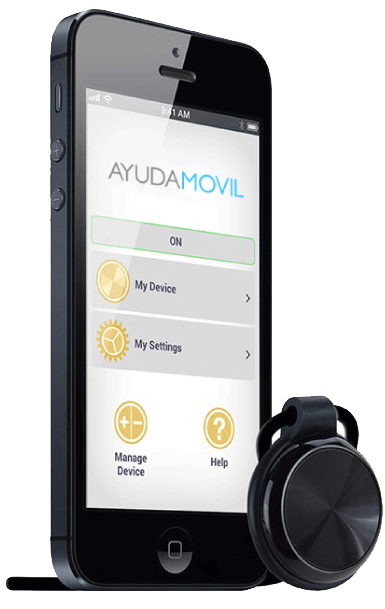 9:41 AM
AYUDAMOVIL
ON
My Device
My Settings
Manage
Device
Help